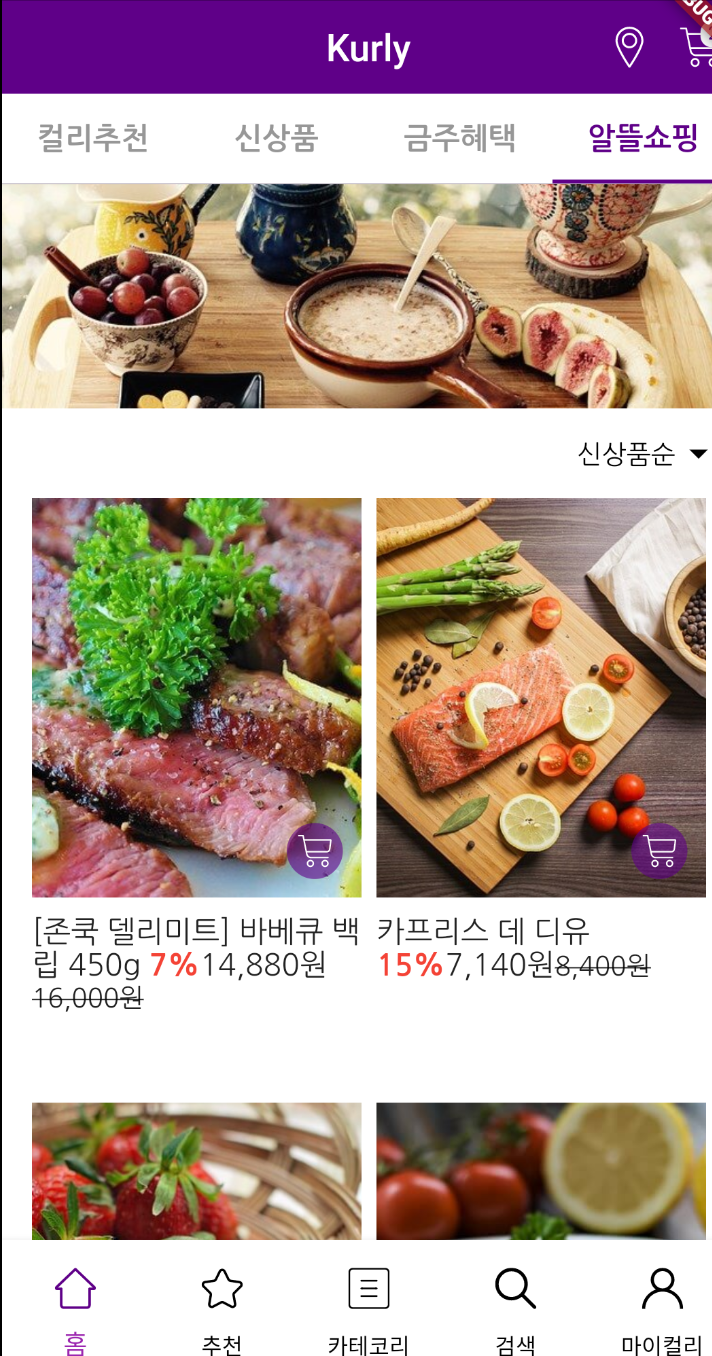 Kurly
컬리추천 신상품 금주혜택 알뜰쇼핑
신상품순
[존쿡 델리미트] 바베큐 백
립 450g 7%14,880원
16,000원
카프리스 데 디유
15%7,140원8,400원
홈 추천 카테코리 검색 마이컬리